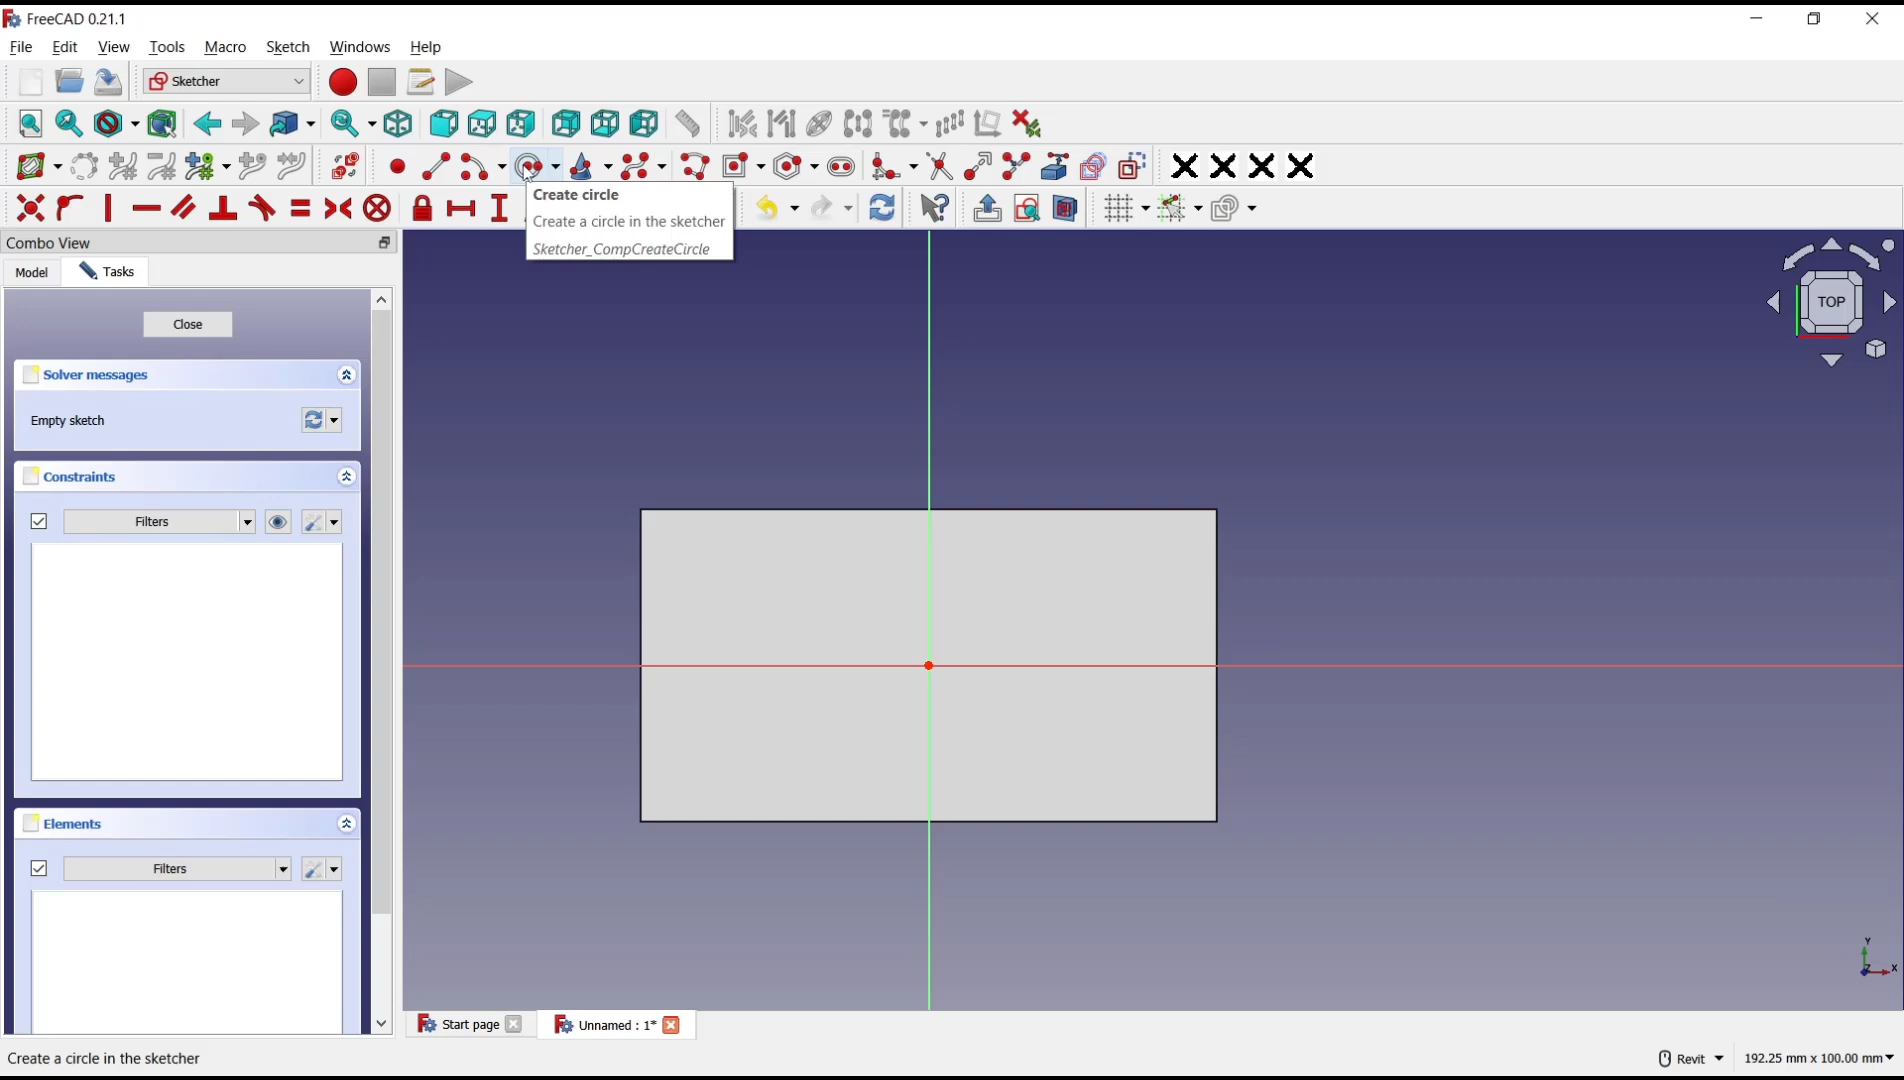 FreeCAD 0.21.1
File Edit View Tools Macro Sketch Windows Help
Sketcher
Create circle
Create a circle in the sketcher
Sketcher_CompCreateCircle
Combo View
Model Tasks
Close
Solver messages
Empty sketch
Constraints
Filters
Elements
Filters
TOP
Y
Z
X
Start page Unnamed : 1*
Create a circle in the sketcher
Revit 192.25 mm x 100.00 mm